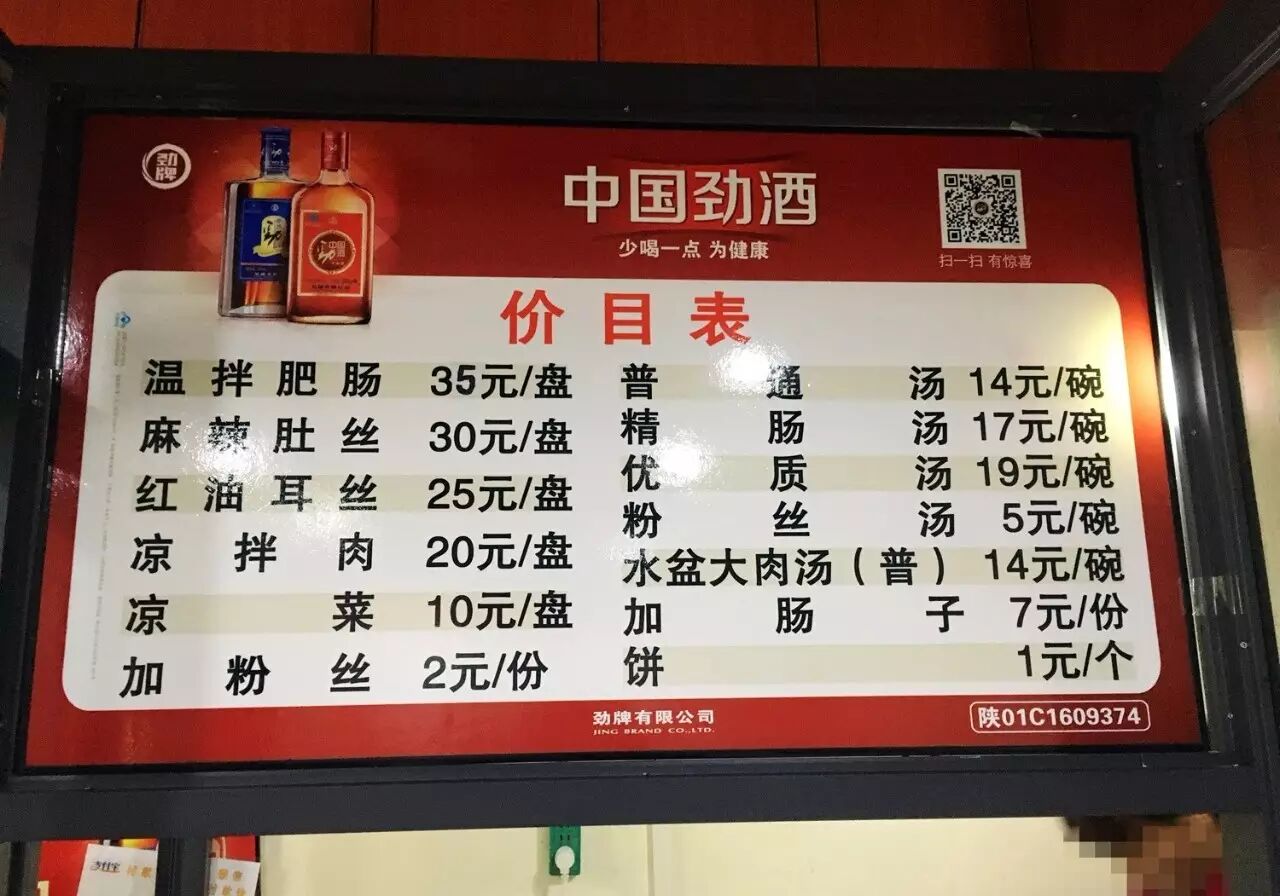 劲牌
中国劲酒
少喝一点 为健康
扫一扫 有惊喜
价目表
温拌肥肠 35元/盘
麻辣肚丝 30元/盘
红油耳丝 25元/盘
凉拌肉 20元/盘
凉菜 10元/盘
加粉丝 2元/份
普通汤 14元/碗
精肠汤 17元/碗
优质汤 19元/碗
粉丝汤 5元/碗
水盆大肉汤（普） 14元/碗
加肠子 7元/份
饼 1元/个
劲牌有限公司
JING BRAND CO.,LTD.
陕01C1609374
支付宝